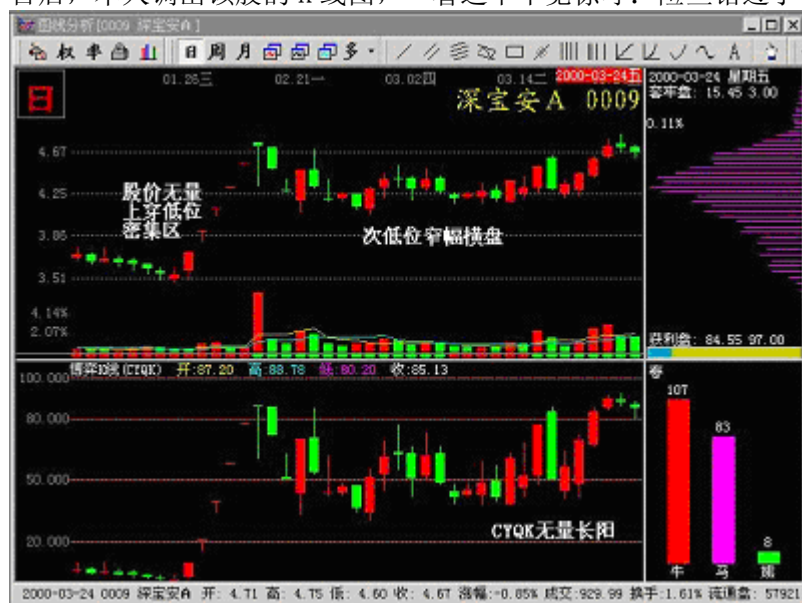 图线分析[0009 深宝安A]
权 率 日 周 月 多
01.26三 02.21一 03.02四 03.14二 2000-03-24五
2000-03-24 星期五
日
深宝安A 0009
套牢盘: 15.45 3.00
0.11%
4.67
4.25
股价无量
上穿低位
密集区
3.86
次低位窄幅横盘
3.51
4.14%
2.07%
获利盘: 84.55 97.00
博弈K线(CYQK) 开:87.20 高:88.78 低:80.20 收:85.13
100.000
80.000
50.000
20.000
CYQK无量长阳
107
83
8
牛 马 熊
2000-03-24 0009 深宝安A 开: 4.71 高: 4.75 低: 4.60 收: 4.67 涨幅:-0.85% 成交:929.99 换手:1.61% 流通盘: 57921